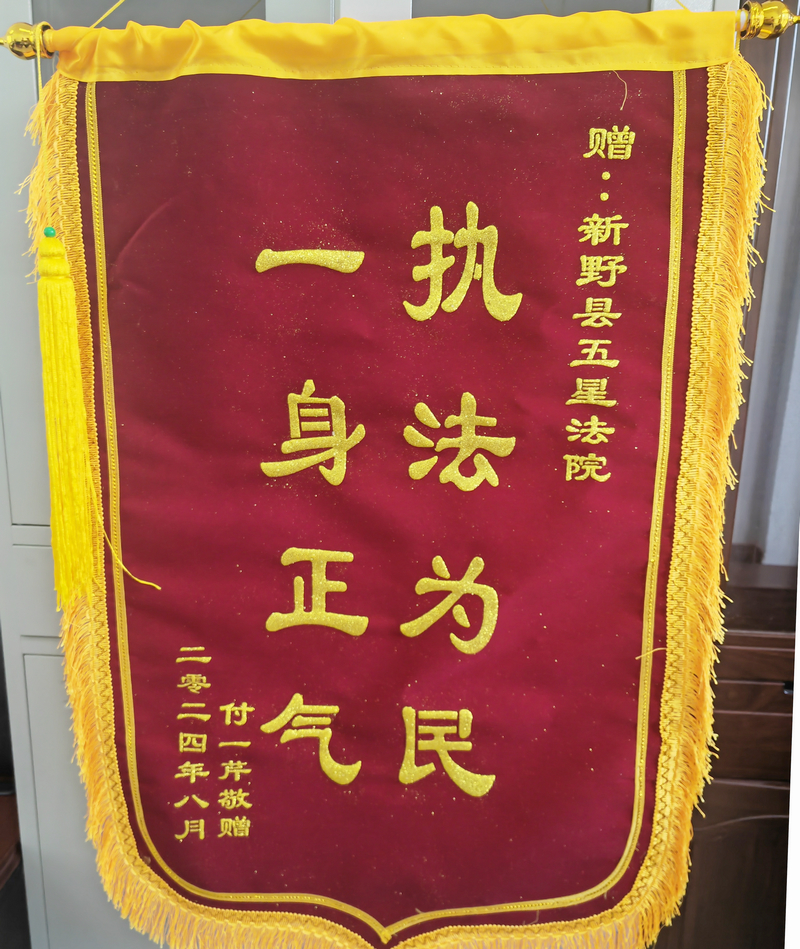 赠：新野县五星法院
执法为民
一身正气
付一芹敬赠
二零二四年八月